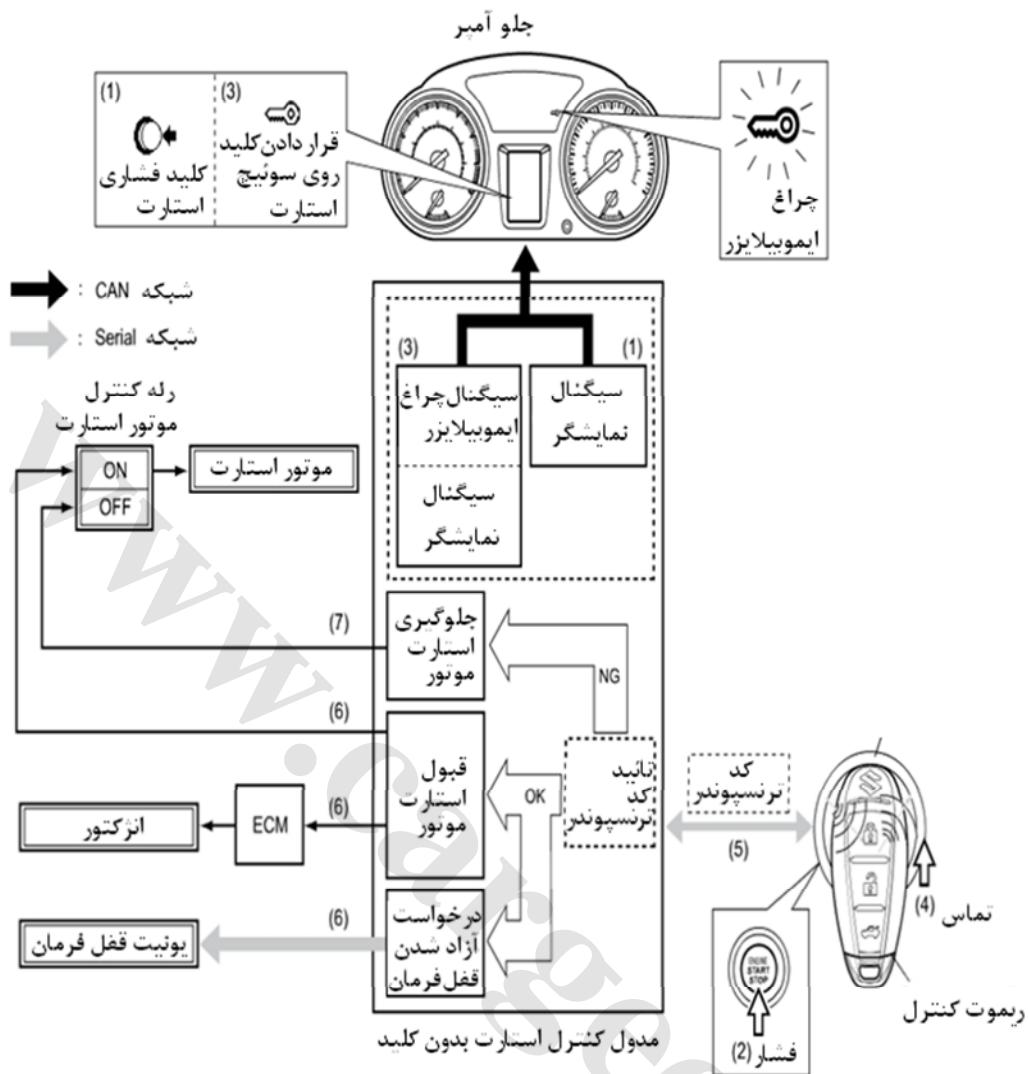 جلو آمپر
(1)
کلید فشاری
استارت
(3)
قرار دادن کلید
روی سوئیچ
استارت
چراغ
ایموبیلایزر
شبکه CAN :
شبکه Serial :
رله کنترل
موتور استارت
ON
OFF
موتور استارت
(3)
سیگنال چراغ
ایموبیلایزر
سیگنال
نمایشگر
(1)
سیگنال
نمایشگر
(7)
جلوگیری
استارت
موتور
NG
(6)
قبول
استارت
موتور
OK
تائید
کد
ترنسپوندر
کد
ترنسپوندر
(5)
(6)
ECM
انژکتور
(6)
درخواست
آزاد شدن
قفل فرمان
یونیت قفل فرمان
مدول کنترل استارت بدون کلید
تماس (4)
ENGINE
START
STOP
فشار (2)
ریموت کنترل